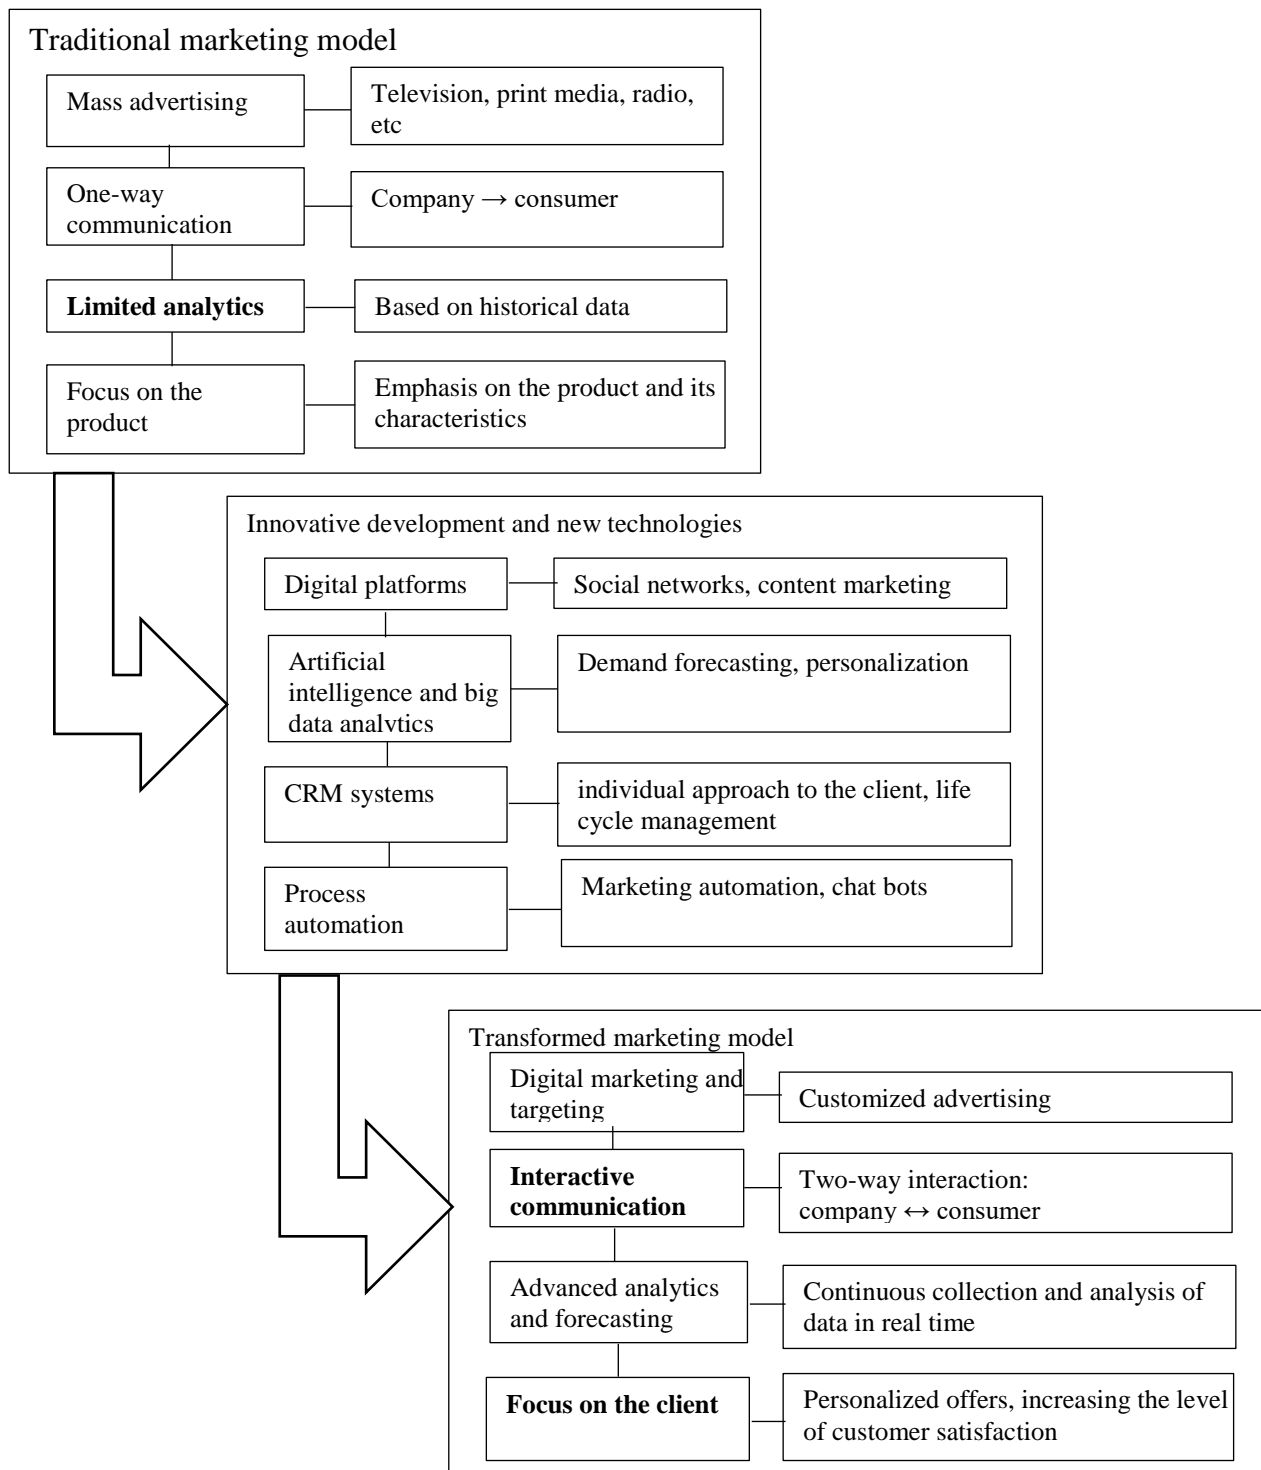 Traditional marketing model
Mass advertising
Television, print media, radio,
etc
One-way
communication
Company → consumer
Limited analytics
Based on historical data
Focus on the
product
Emphasis on the product and its
characteristics
Innovative development and new technologies
Digital platforms
Social networks, content marketing
Artificial
intelligence and big
data analytics
Demand forecasting, personalization
CRM systems
individual approach to the client, life
cycle management
Process
automation
Marketing automation, chat bots
Transformed marketing model
Digital marketing and
targeting
Customized advertising
Interactive
communication
Two-way interaction:
company ↔ consumer
Advanced analytics
and forecasting
Continuous collection and analysis of
data in real time
Focus on the client
Personalized offers, increasing the level
of customer satisfaction